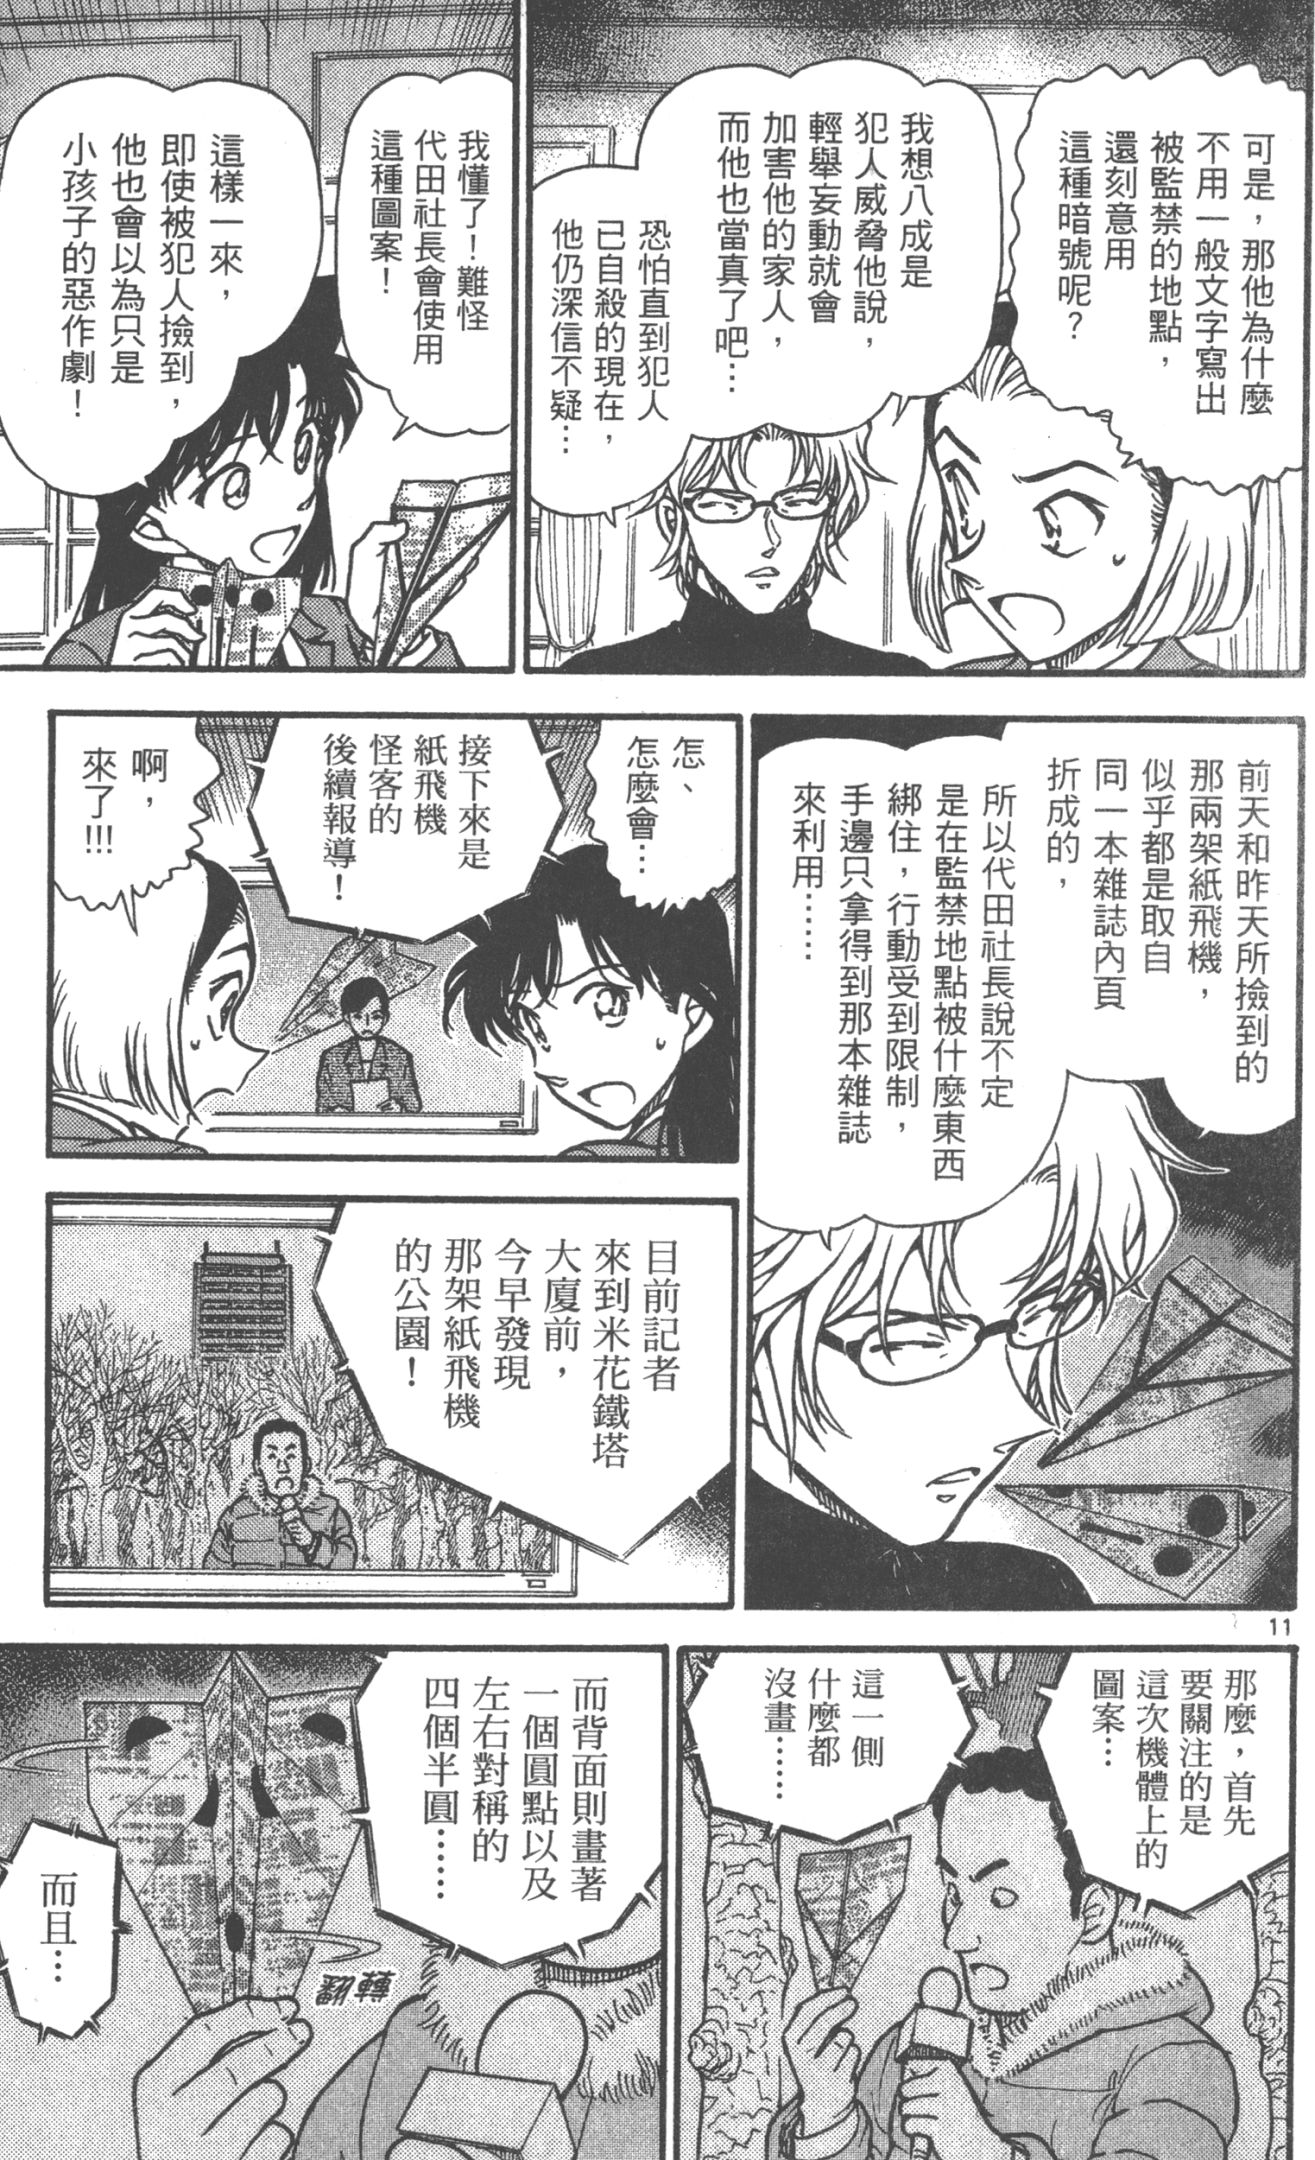 可是，那他為什麼
不用一般文字寫出
被監禁的地點，
還刻意用
這種暗號呢？
我想八成是
犯人威脅他說，
輕舉妄動就會
加害他的家人，
而他也當真了吧…
恐怕直到犯人
已自殺的現在，
他仍深信不疑…
我懂了！難怪
代田社長會使用
這種圖案！
這樣一來，
即使被犯人撿到，
他也會以為只是
小孩子的惡作劇！
前天和昨天所撿到的
那兩架紙飛機，
似乎都是取自
同一本雜誌內頁
折成的，
所以代田社長說不定
是在監禁地點被什麼東西
綁住，行動受到限制，
手邊只拿得到那本雜誌
來利用……
怎、
怎麼會…
接下來是
紙飛機
怪客的
後續報導！
啊，
來了!!!
目前記者
來到米花鐵塔
大廈前，
今早發現
那架紙飛機
的公園！
11
那麼，首先
要關注的是
這次機體上的
圖案…
這一側
什麼都
沒畫……
而背面則畫著
一個圓點以及
左右對稱的
四個半圓……
而且…